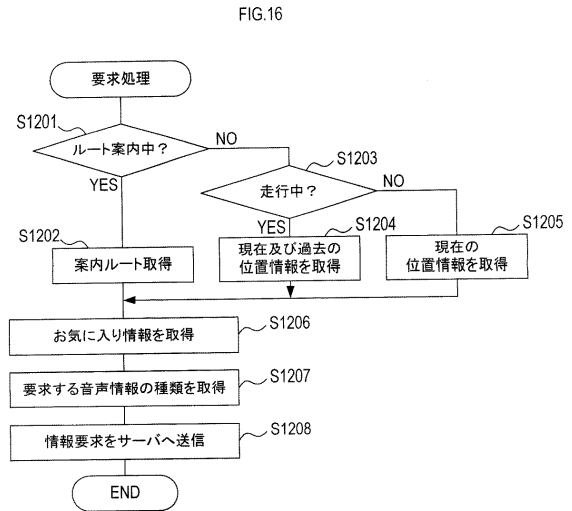 FIG.16
要求処理
S1201
ルート案内中？
NO
YES
S1203
走行中？
NO
YES
S1202
案内ルート取得
S1204
現在及び過去の
位置情報を取得
S1205
現在の
位置情報を取得
お気に入り情報を取得
S1206
要求する音声情報の種類を取得
S1207
情報要求をサーバへ送信
S1208
END